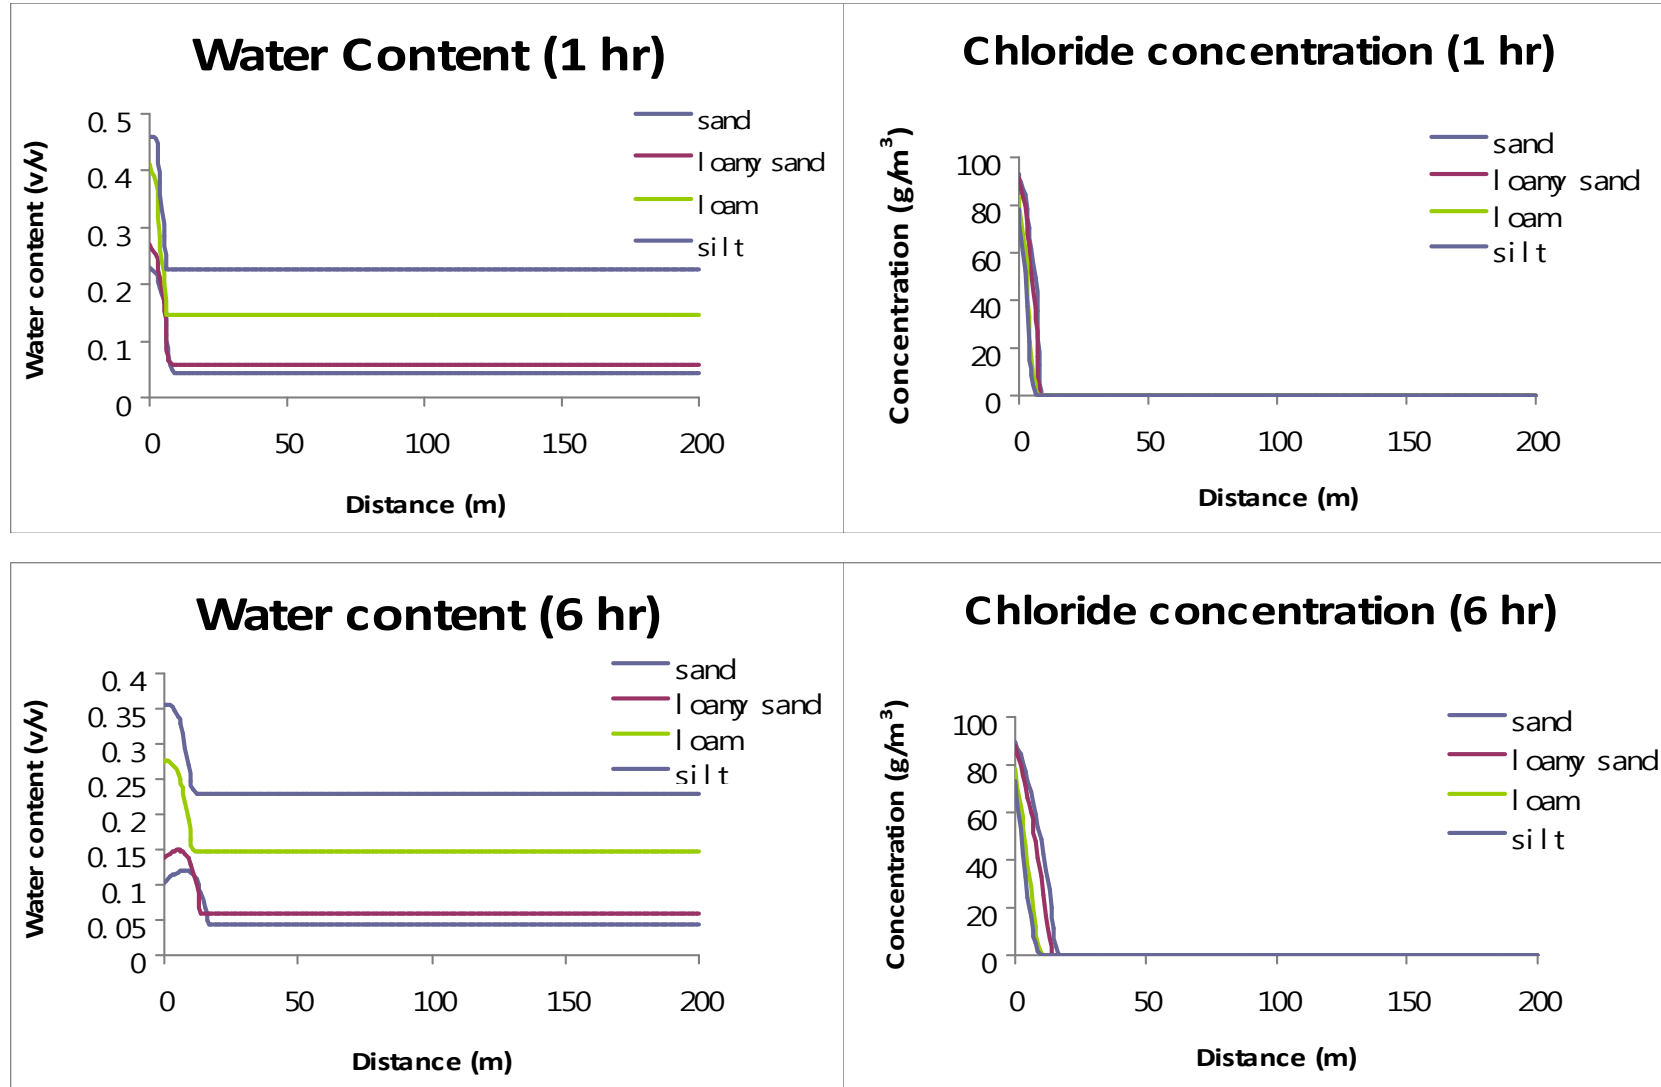 Water Content (1 hr)
sand
loamy sand
loam
silt
Water content (v/v)
0.5
0.4
0.3
0.2
0.1
0
0 50 100 150 200
Distance (m)
Chloride concentration (1 hr)
sand
loamy sand
loam
silt
Concentration (g/m³)
100
80
60
40
20
0
0 50 100 150 200
Distance (m)
Water content (6 hr)
sand
loamy sand
loam
silt
Water content (v/v)
0.4
0.35
0.3
0.25
0.2
0.15
0.1
0.05
0
0 50 100 150 200
Distance (m)
Chloride concentration (6 hr)
sand
loamy sand
loam
silt
Concentration (g/m³)
100
80
60
40
20
0
0 50 100 150 200
Distance (m)